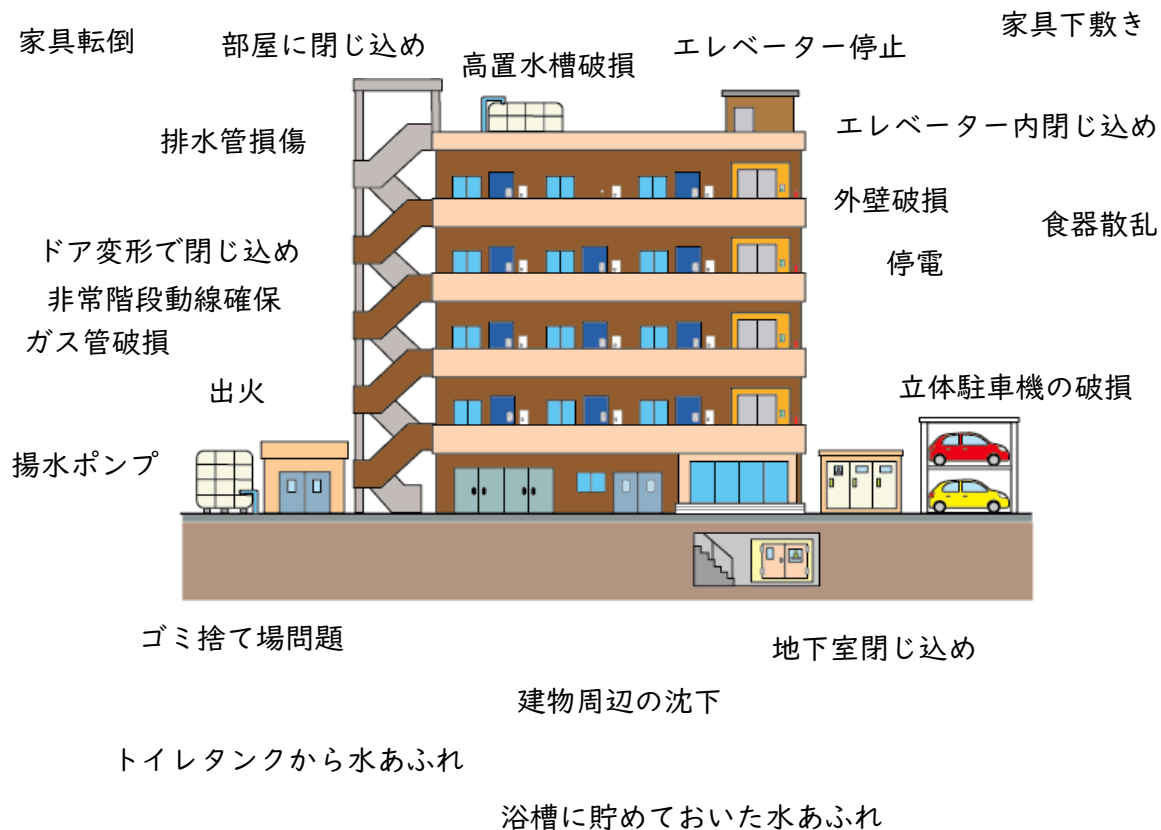 家具転倒
部屋に閉じ込め
高置水槽破損
エレベーター停止
家具下敷き
排水管損傷
エレベーター内閉じ込め
外壁破損
食器散乱
ドア変形で閉じ込め
停電
非常階段動線確保
ガス管破損
出火
立体駐車機の破損
揚水ポンプ
ゴミ捨て場問題
地下室閉じ込め
建物周辺の沈下
トイレタンクから水あふれ
浴槽に貯めておいた水あふれ